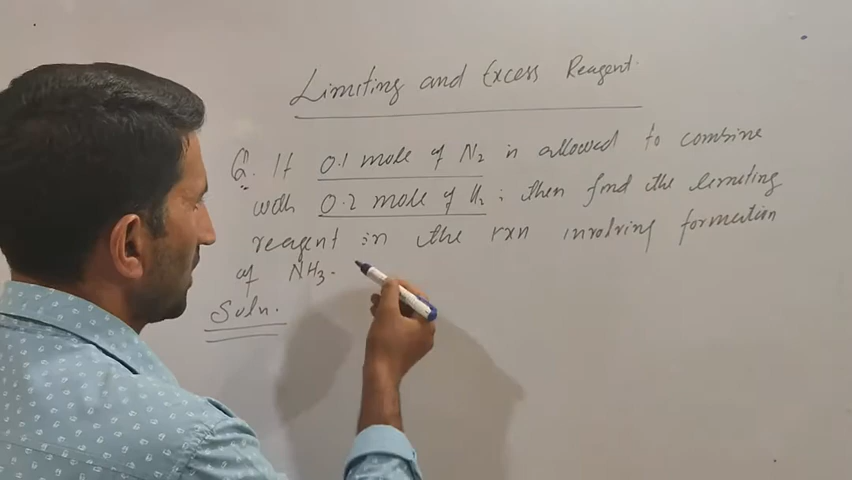 Limiting and Excess Reagent.
Q. If 0.1 mole of N2 is allowed to combine
with 0.2 mole of H2 ; then find the limiting
reagent in the rxn involving formation
of NH3.
Soln.